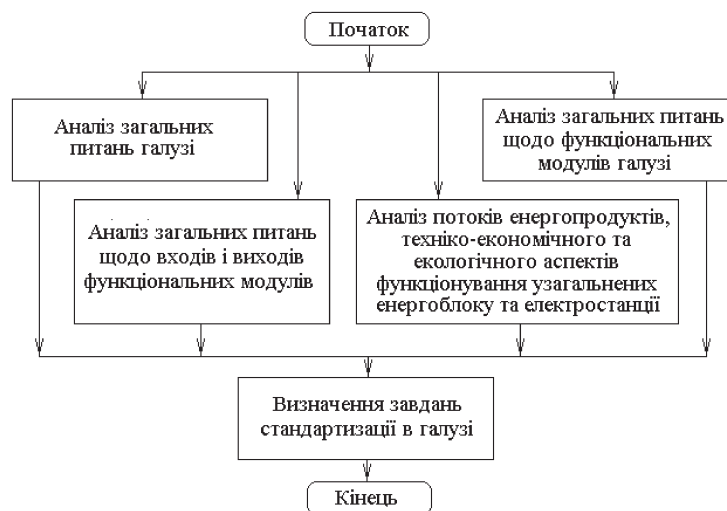 Початок
Аналіз загальних
питань галузі
Аналіз загальних питань
щодо функціональних
модулів галузі
Аналіз загальних питань
щодо входів і виходів
функціональних модулів
Аналіз потоків енергопродуктів,
техніко-економічного та
екологічного аспектів
функціонування узагальнених
енергоблоку та електростанції
Визначення завдань
стандартизації в галузі
Кінець